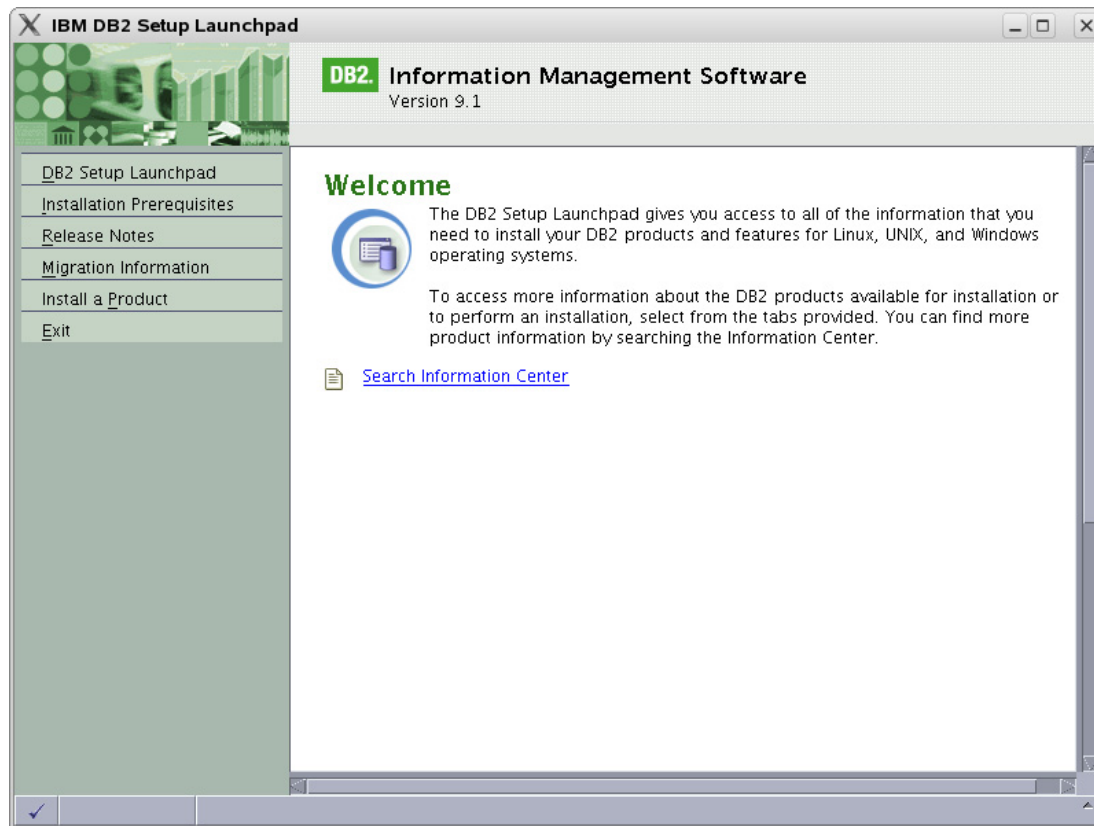 IBM DB2 Setup Launchpad
DB2. Information Management Software
Version 9.1
DB2 Setup Launchpad
Installation Prerequisites
Release Notes
Migration Information
Install a Product
Exit
Welcome
The DB2 Setup Launchpad gives you access to all of the information that you
need to install your DB2 products and features for Linux, UNIX, and Windows
operating systems.
To access more information about the DB2 products available for installation or
to perform an installation, select from the tabs provided. You can find more
product information by searching the Information Center.
Search Information Center